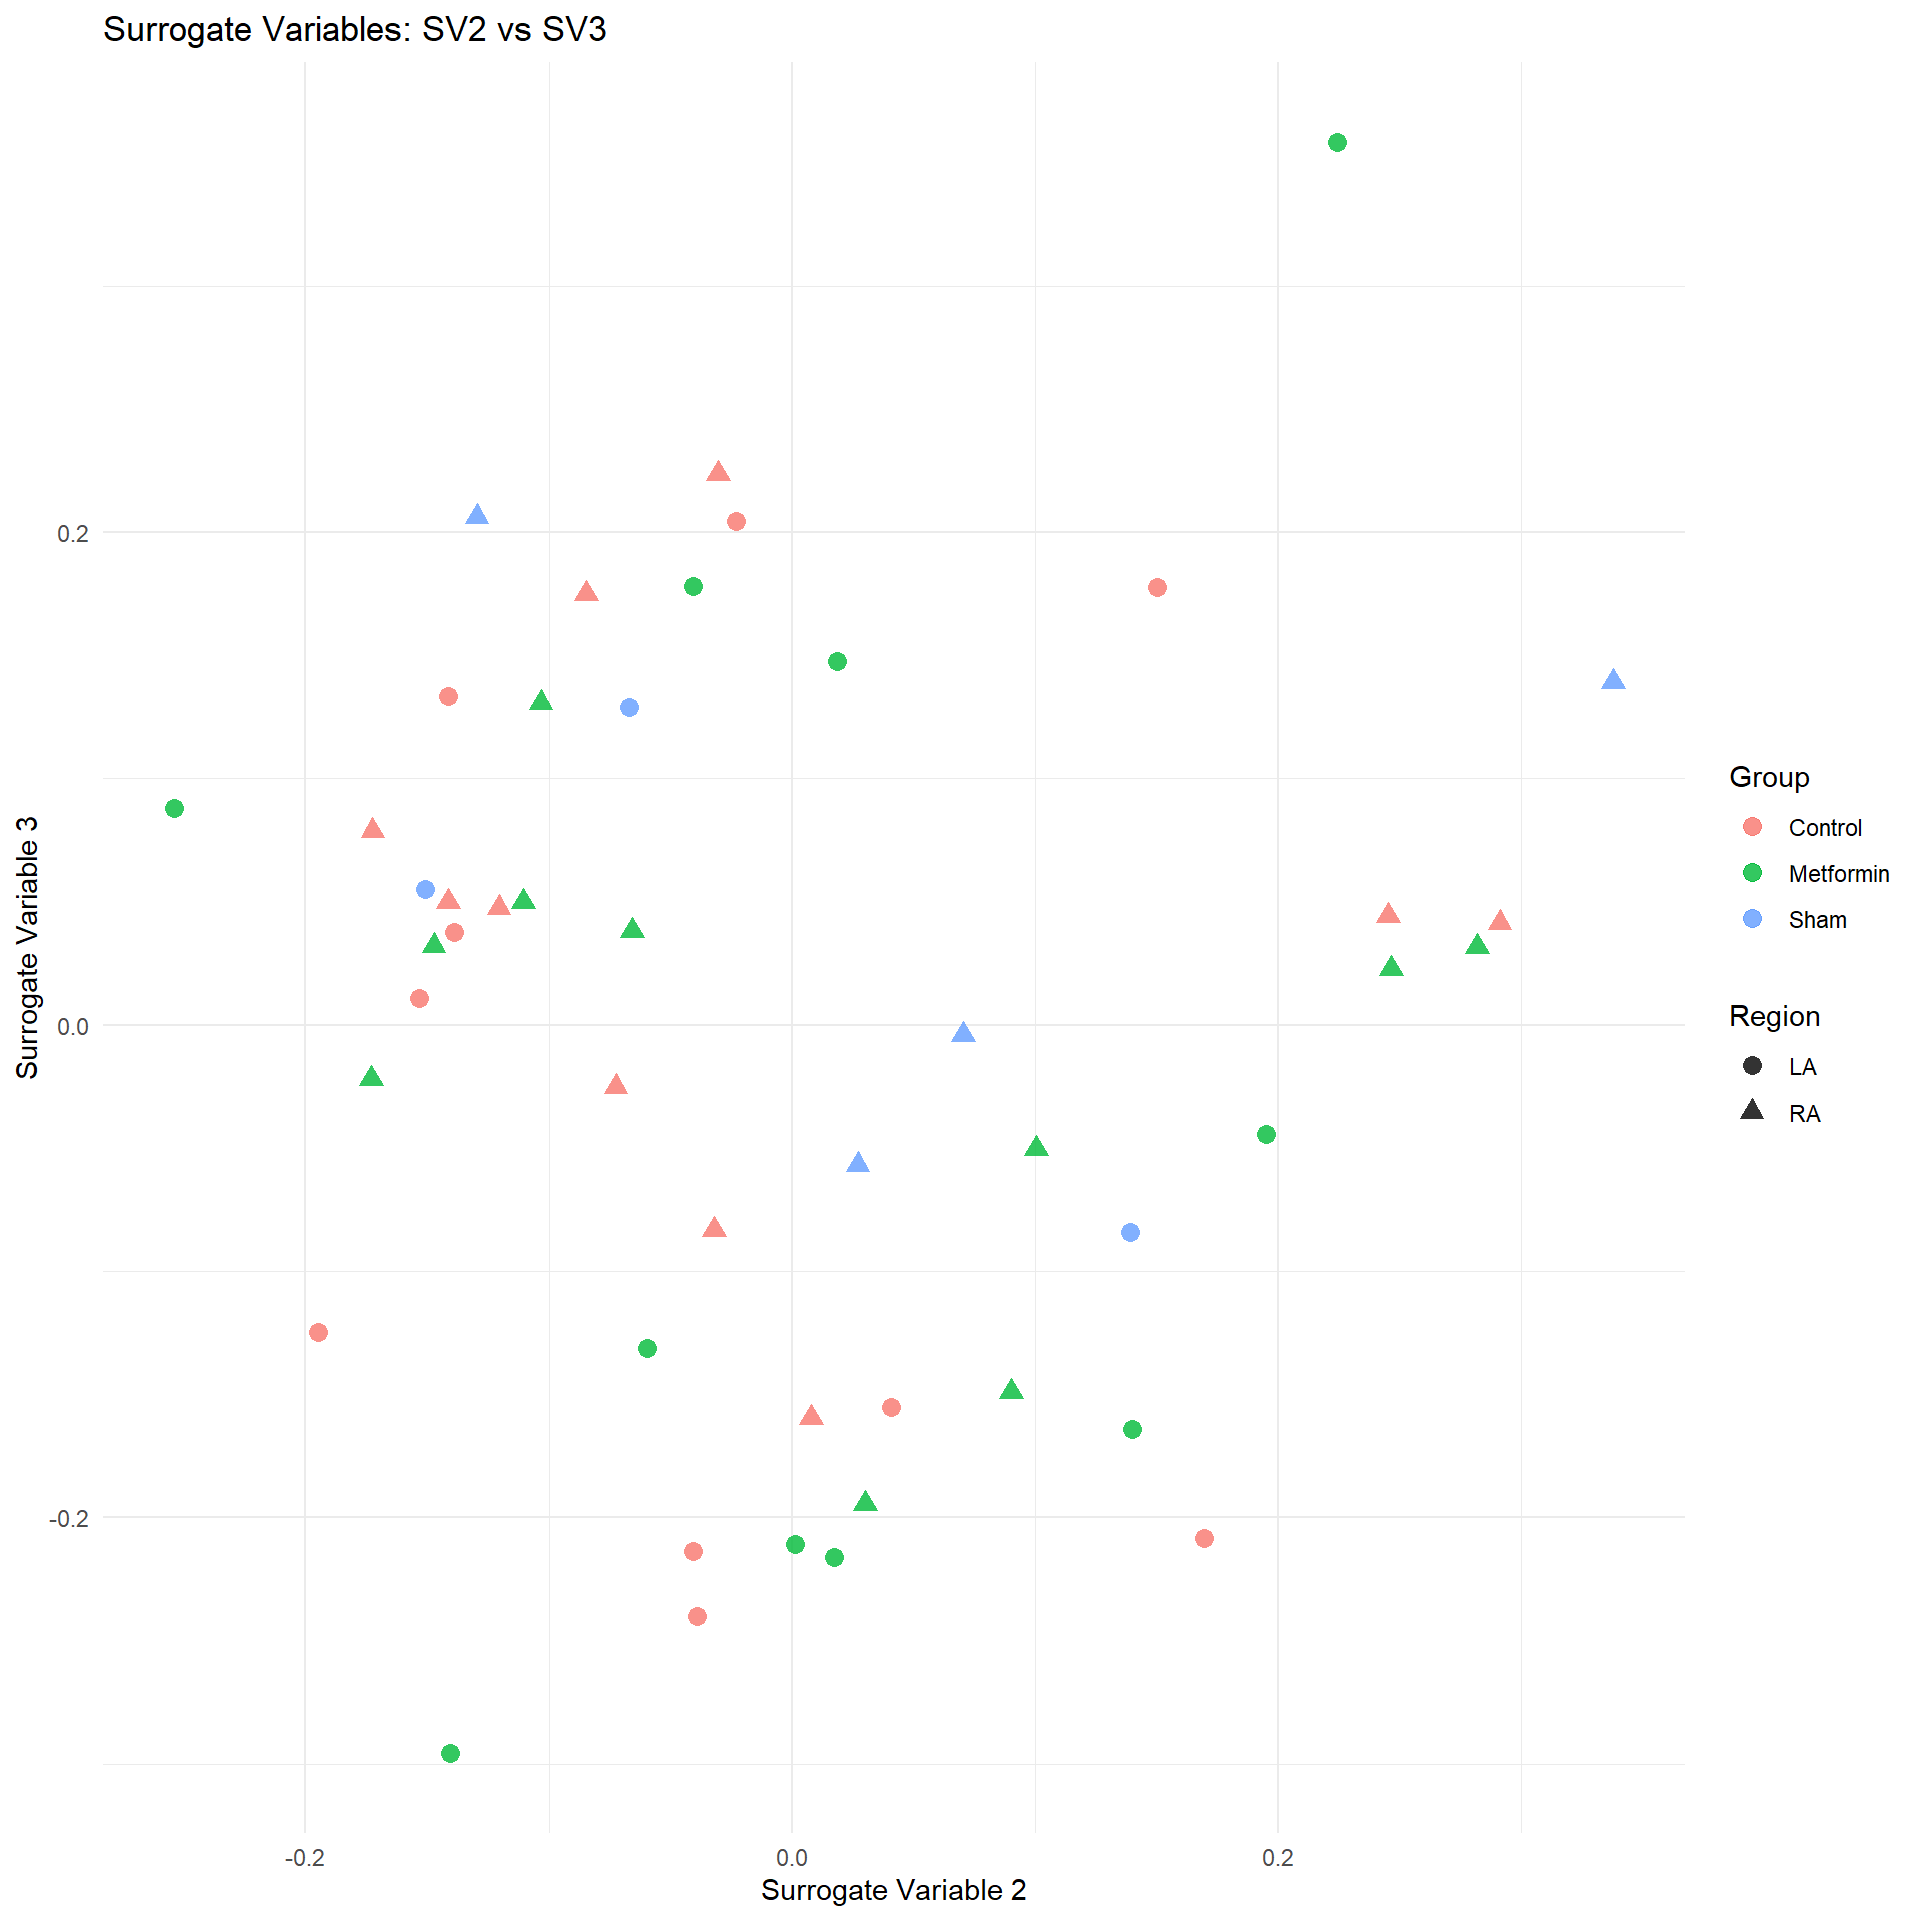 Surrogate Variables: SV2 vs SV3
Surrogate Variable 3
0.2
0.0
-0.2
-0.2
0.0
0.2
Surrogate Variable 2
Group
Control
Metformin
Sham
Region
LA
RA